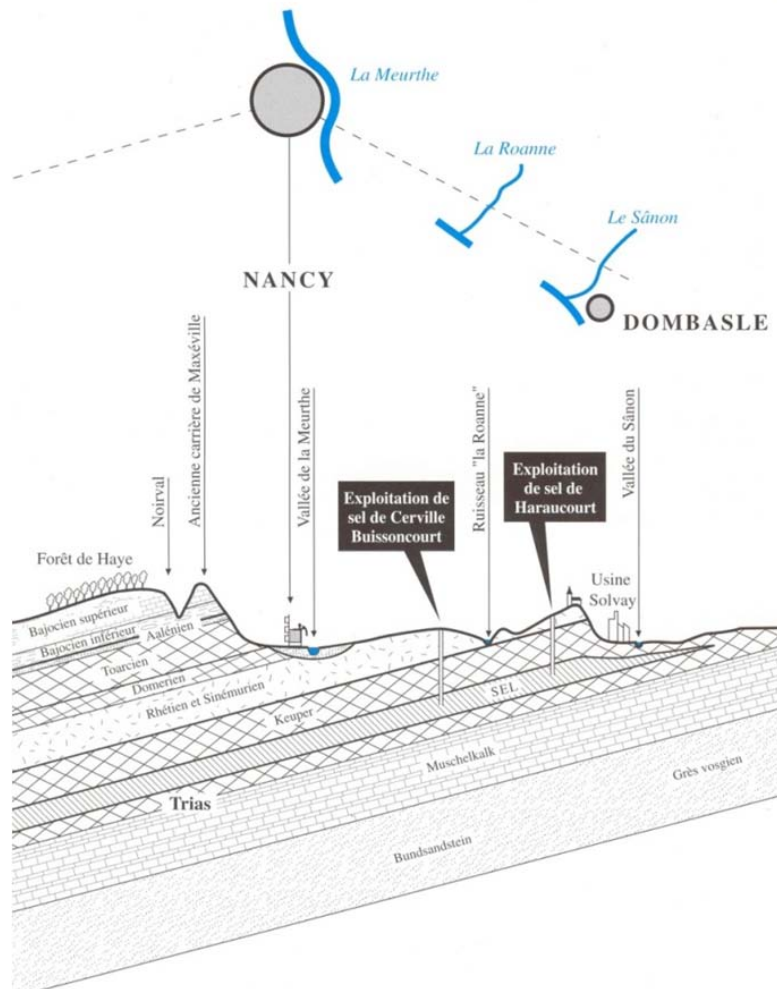 La Meurthe
La Roanne
Le Sânon
NANCY
DOMBASLE
Noirval
Ancienne carrière de Maxéville
Vallée de la Meurthe
Ruisseau "la Roanne"
Vallée du Sânon
Exploitation de
sel de Cerville
Buissoncourt
Exploitation
de sel de
Haraucourt
Forêt de Haye
Usine
Solvay
Bajocien supérieur
Bajocien inférieur
Aalénien
Toarcien
Domerien
Rhétien et Sinémurien
Keuper
SEL
Muschelkalk
Grès vosgien
Trias
Bundsandstein